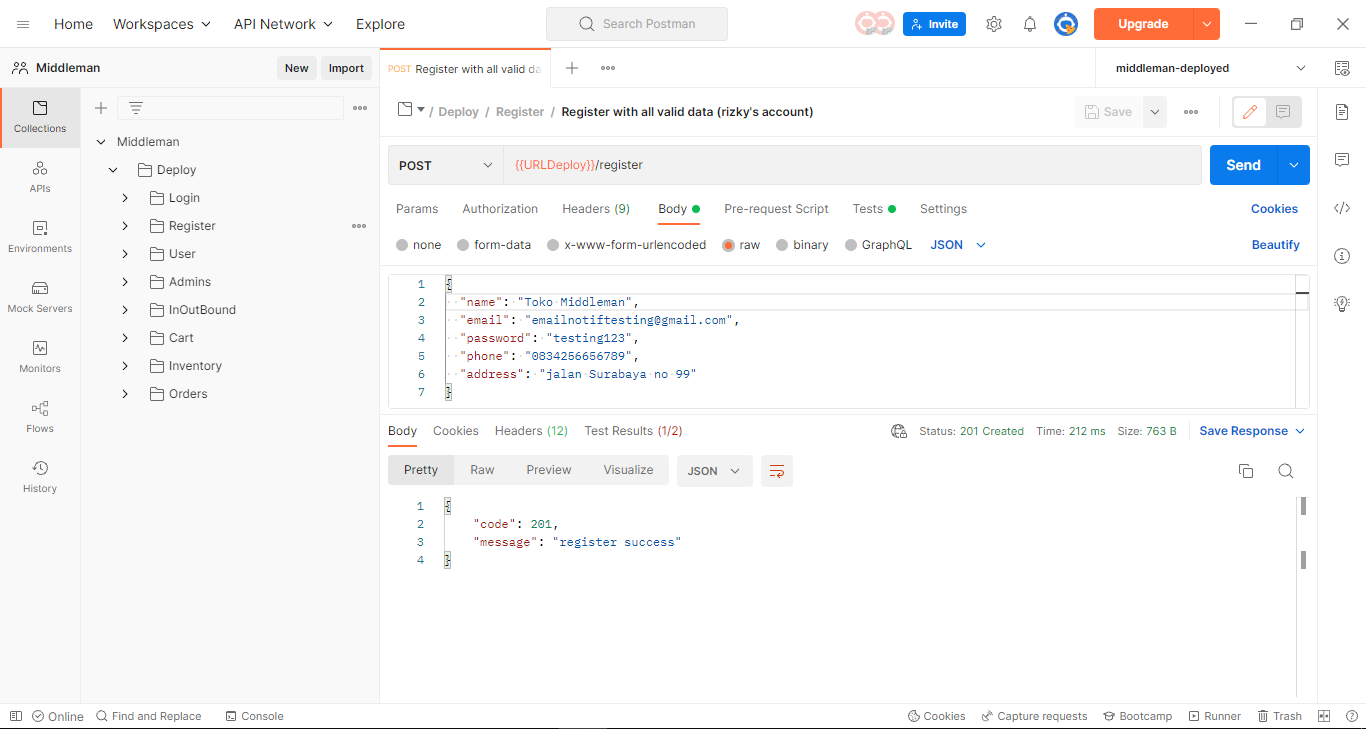 Home Workspaces API Network Explore Search Postman Invite Upgrade
Middleman New Import
POST Register with all valid da
middleman-deployed
Collections
APIs
Environments
Mock Servers
Monitors
Flows
History
Middleman
Deploy
Login
Register
User
Admins
InOutBound
Cart
Inventory
Orders
/ Deploy / Register / Register with all valid data (rizky's account) Save
POST {{URLDeploy}}/register Send
Params Authorization Headers (9) Body Pre-request Script Tests Settings Cookies
none form-data x-www-form-urlencoded raw binary GraphQL JSON Beautify
1 {
2 "name": "Toko Middleman",
3 "email": "emailnotiftesting@gmail.com",
4 "password": "testing123",
5 "phone": "0834256656789",
6 "address": "jalan Surabaya no 99"
7 }
Body Cookies Headers (12) Test Results (1/2) Status: 201 Created Time: 212 ms Size: 763 B Save Response
Pretty Raw Preview Visualize JSON
1 {
2 "code": 201,
3 "message": "register success"
4 }
Online Find and Replace Console Cookies Capture requests Bootcamp Runner Trash